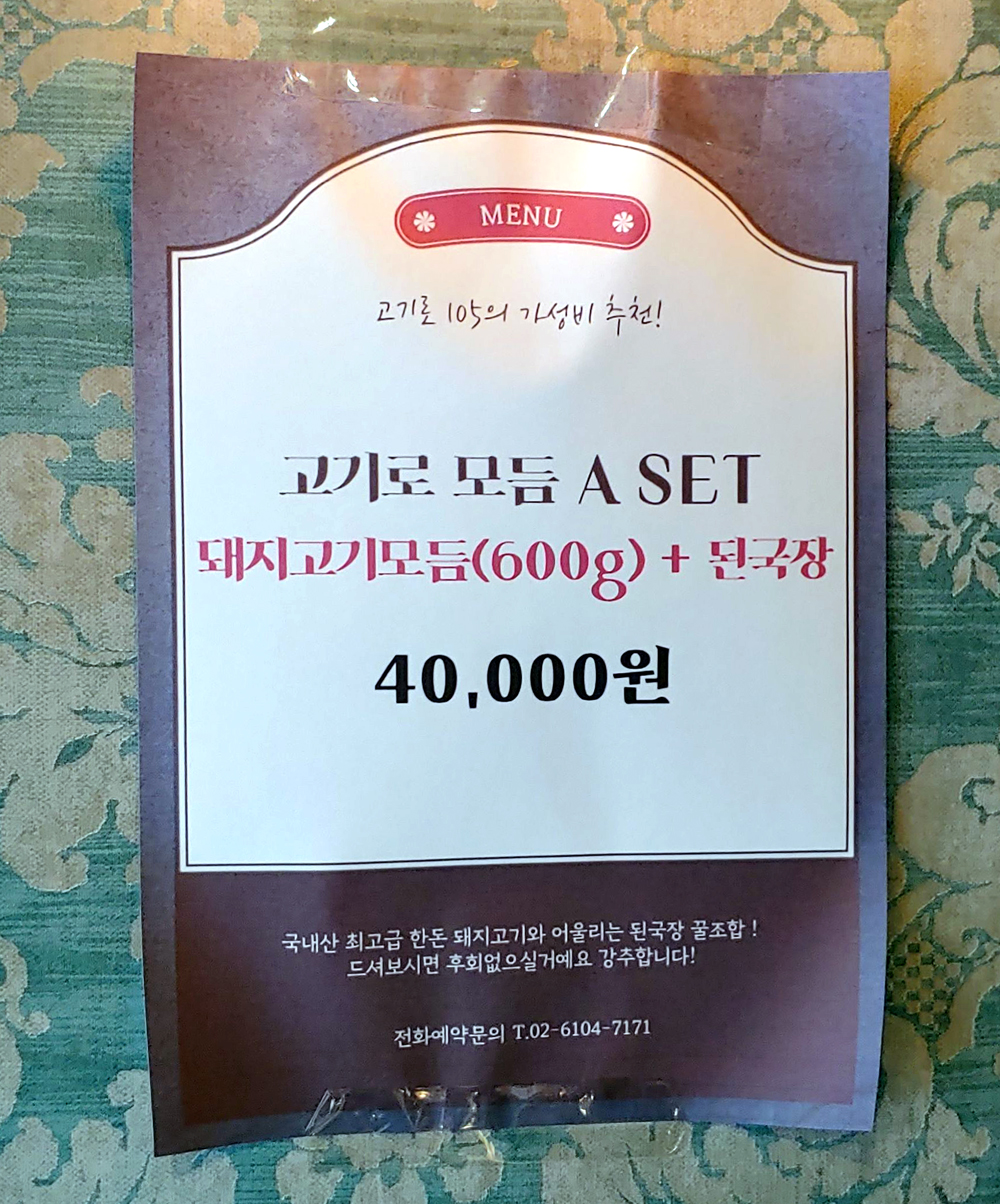 MENU
고기로 105의 가성비 추천!
고기로 모듬 A SET
돼지고기모듬(600g) + 된국장
40,000원
국내산 최고급 한돈 돼지고기와 어울리는 된국장 꿀조합 !
드셔보시면 후회없으실거예요 강추합니다!
전화예약문의 T.02-6104-7171